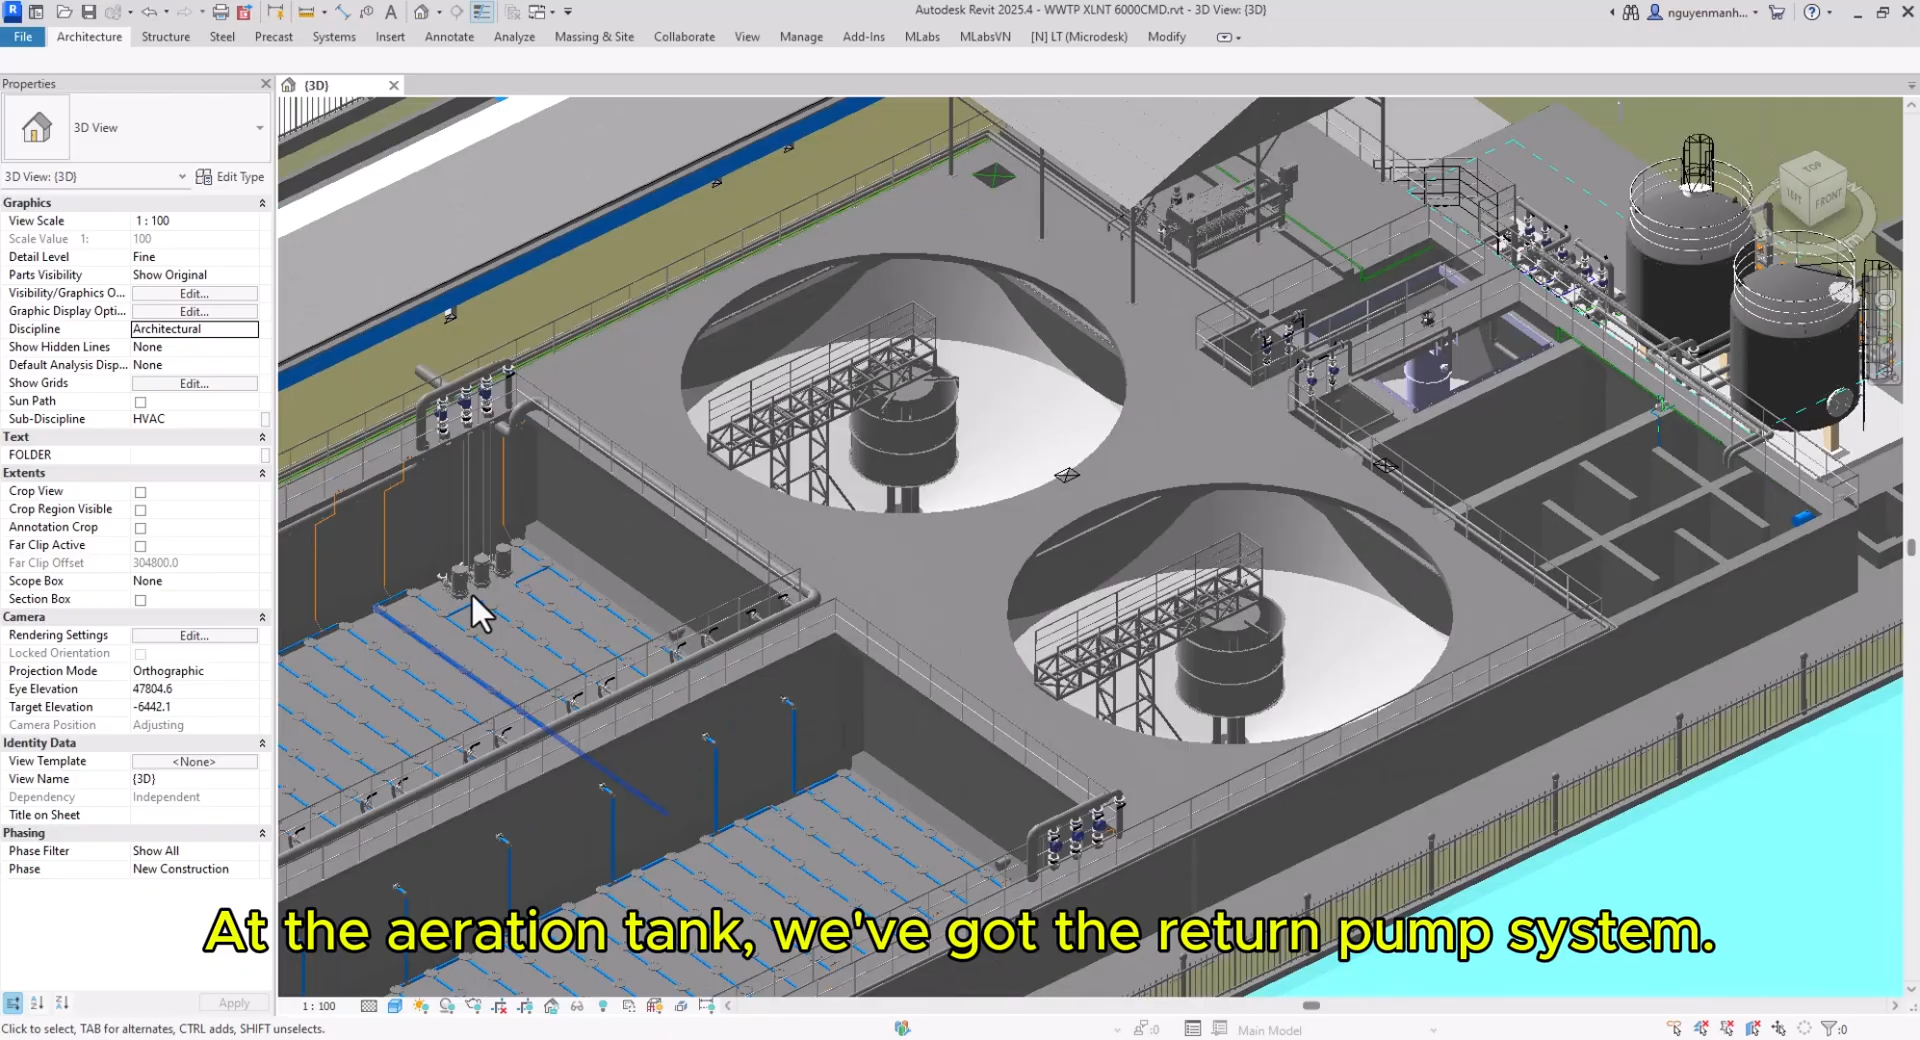 Autodesk Revit 2025.4 - WWTP XLNT 6000CMD.rvt - 3D View: {3D}
nguyenmanh...
File Architecture Structure Steel Precast Systems Insert Annotate Analyze Massing & Site Collaborate View Manage Add-Ins MLabs MLabsVN [N] LT (Microdesk) Modify
Properties
{3D}
3D View
3D View: {3D}
Edit Type
Graphics
View Scale 1 : 100
Scale Value 1: 100
Detail Level Fine
Parts Visibility Show Original
Visibility/Graphics O... Edit...
Graphic Display Opti... Edit...
Discipline Architectural
Show Hidden Lines None
Default Analysis Disp... None
Show Grids Edit...
Sun Path
Sub-Discipline HVAC
Text
FOLDER
Extents
Crop View
Crop Region Visible
Annotation Crop
Far Clip Active
Far Clip Offset 304800.0
Scope Box None
Section Box
Camera
Rendering Settings Edit...
Locked Orientation
Projection Mode Orthographic
Eye Elevation 47804.6
Target Elevation -6442.1
Camera Position Adjusting
Identity Data
View Template <None>
View Name {3D}
Dependency Independent
Title on Sheet
Phasing
Phase Filter Show All
Phase New Construction
TOP
LEFT
FRONT
At the aeration tank, we've got the return pump system.
Apply
1 : 100
Click to select, TAB for alternates, CTRL adds, SHIFT unselects.
:0
Main Model
:0